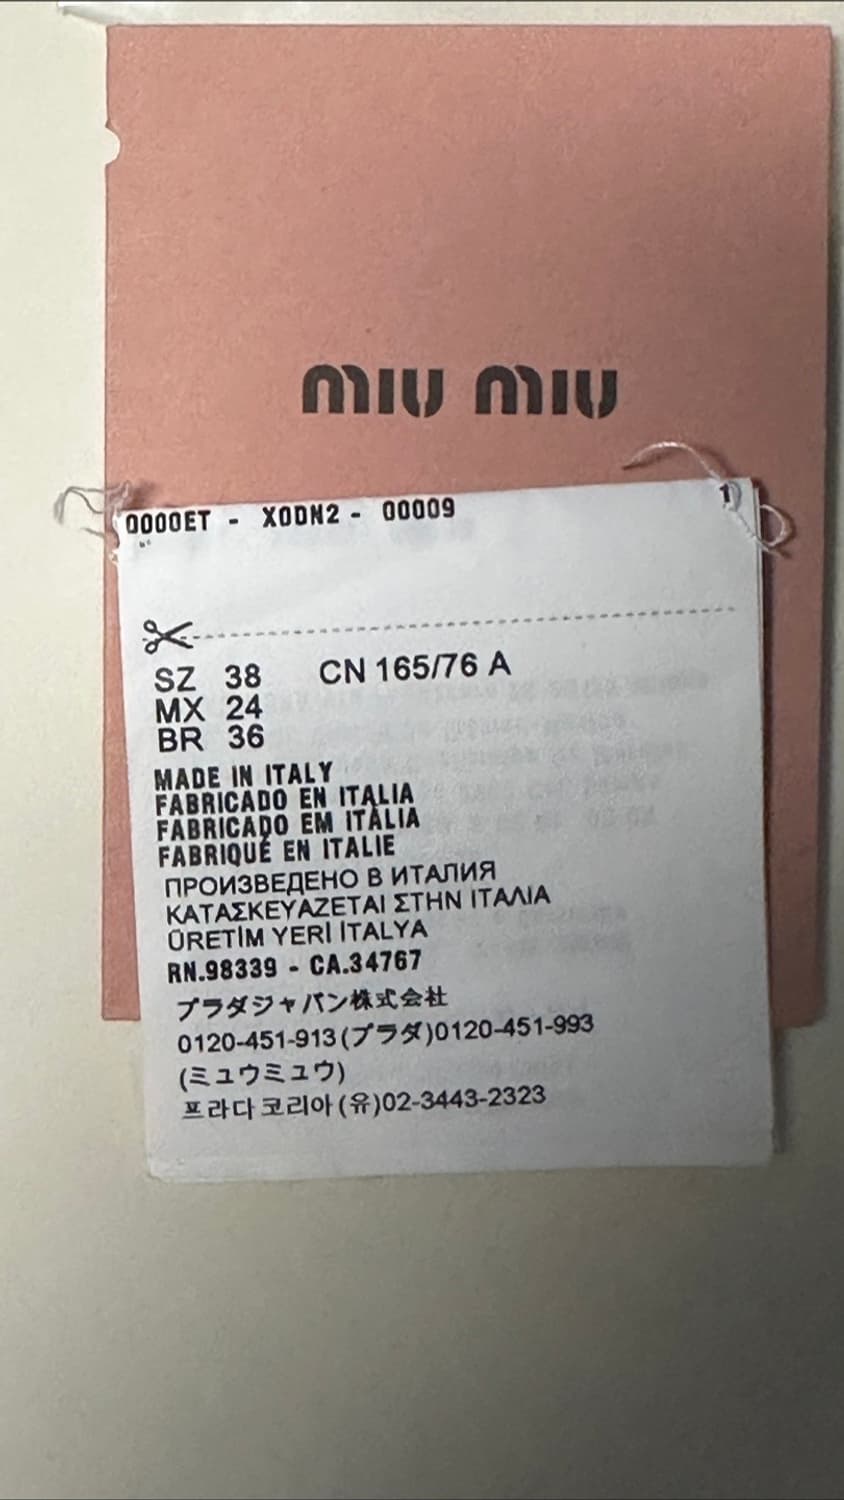 miu miu
0000ET - X0DN2 - 00009
1
SZ 38 CN 165/76 A
MX 24
BR 36
MADE IN ITALY
FABRICADO EN ITALIA
FABRICADO EM ITÀLIA
FABRIQUÉ EN ITALIE
ПРОИЗВЕДЕНО В ИТАЛИЯ
ΚΑΤΑΣΚΕΥΑΖΕΤΑΙ ΣΤΗΝ ΙΤΑΛΙΑ
ÜRETİM YERİ İTALYA
RN.98339 - CA.34767
プラダジャパン株式会社
0120-451-913(プラダ)0120-451-993
(ミュウミュウ)
프라다코리아(유)02-3443-2323